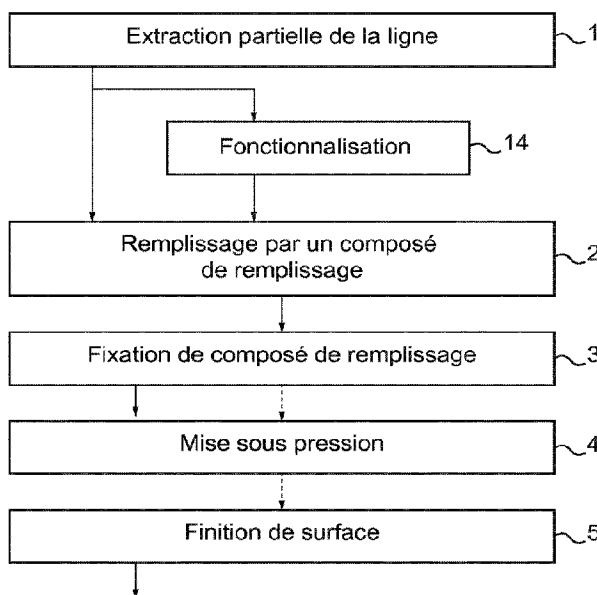 Extraction partielle de la ligne 1
Fonctionnalisation 14
Remplissage par un composé
de remplissage 2
Fixation de composé de remplissage 3
Mise sous pression 4
Finition de surface 5